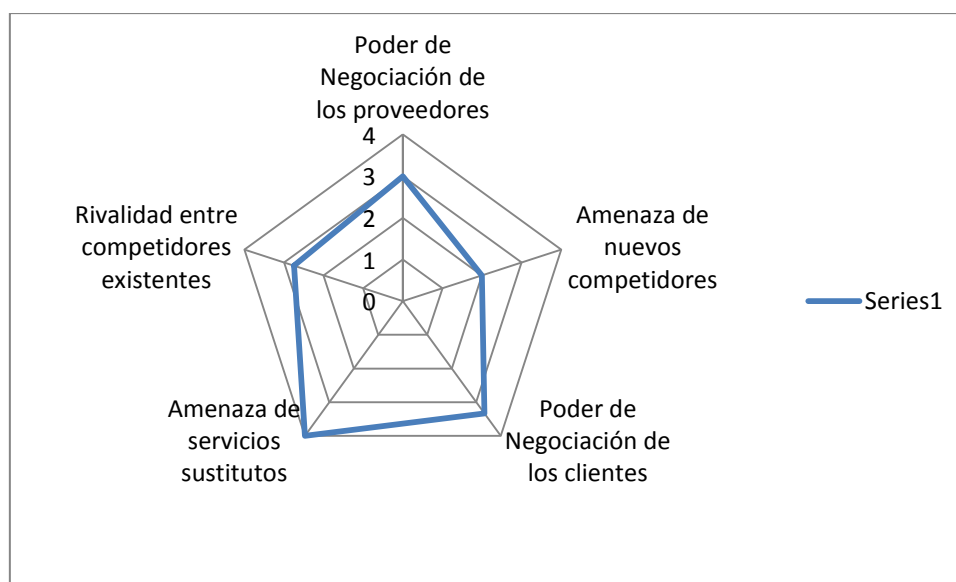 Poder de
Negociación de
los proveedores
4
3
2
1
0
Amenaza de
nuevos
competidores
Poder de
Negociación de
los clientes
Amenaza de
servicios
sustitutos
Rivalidad entre
competidores
existentes
Series1